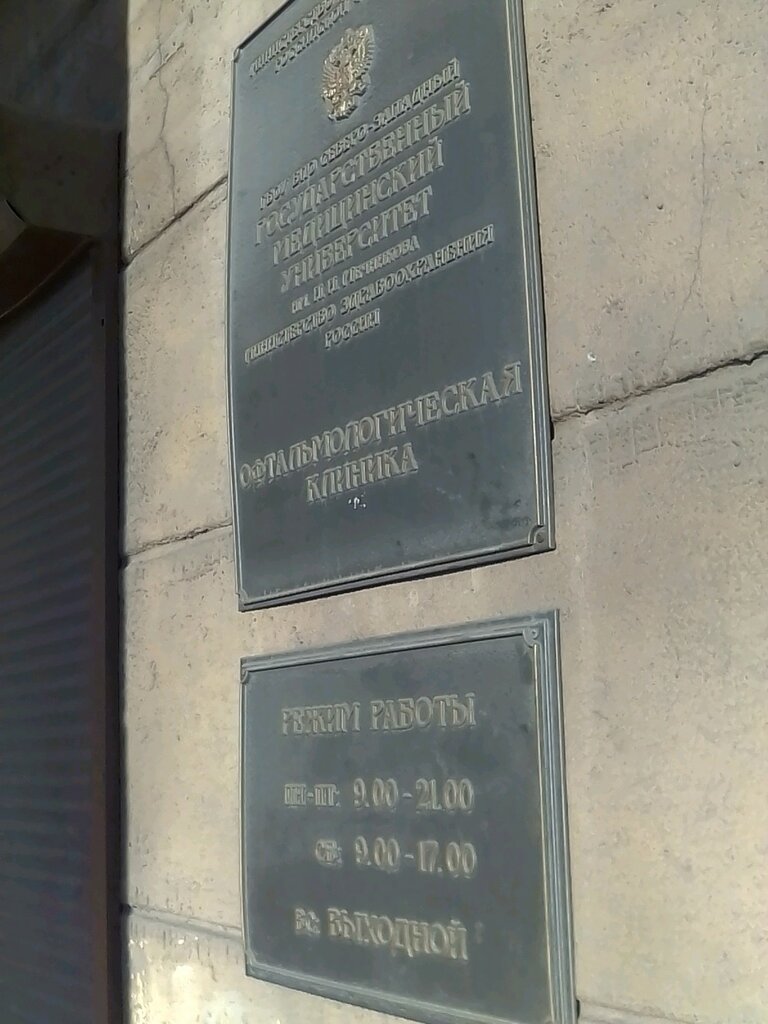 ГБОУ ВПО СЕВЕРО-ЗАПАДНЫЙ
ГОСУДАРСТВЕННЫЙ
МЕДИЦИНСКИЙ
УНИВЕРСИТЕТ
ИМ. И.И. МЕЧНИКОВА
МИНИСТЕРСТВО ЗДРАВООХРАНЕНИЯ
РОССИИ
ОФТАЛЬМОЛОГИЧЕСКАЯ
КЛИНИКА
РЕЖИМ РАБОТЫ
ПН-ПТ: 9.00-21.00
СБ: 9.00-17.00
ВС: ВЫХОДНОЙ